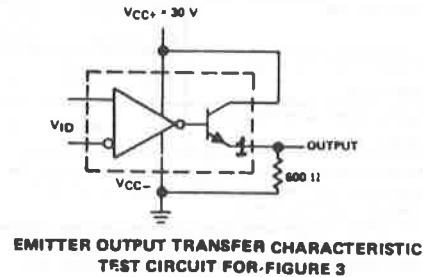 VCC+ = 30 V
VID
OUTPUT
VCC-
600 Ω
EMITTER OUTPUT TRANSFER CHARACTERISTIC
TEST CIRCUIT FOR FIGURE 3